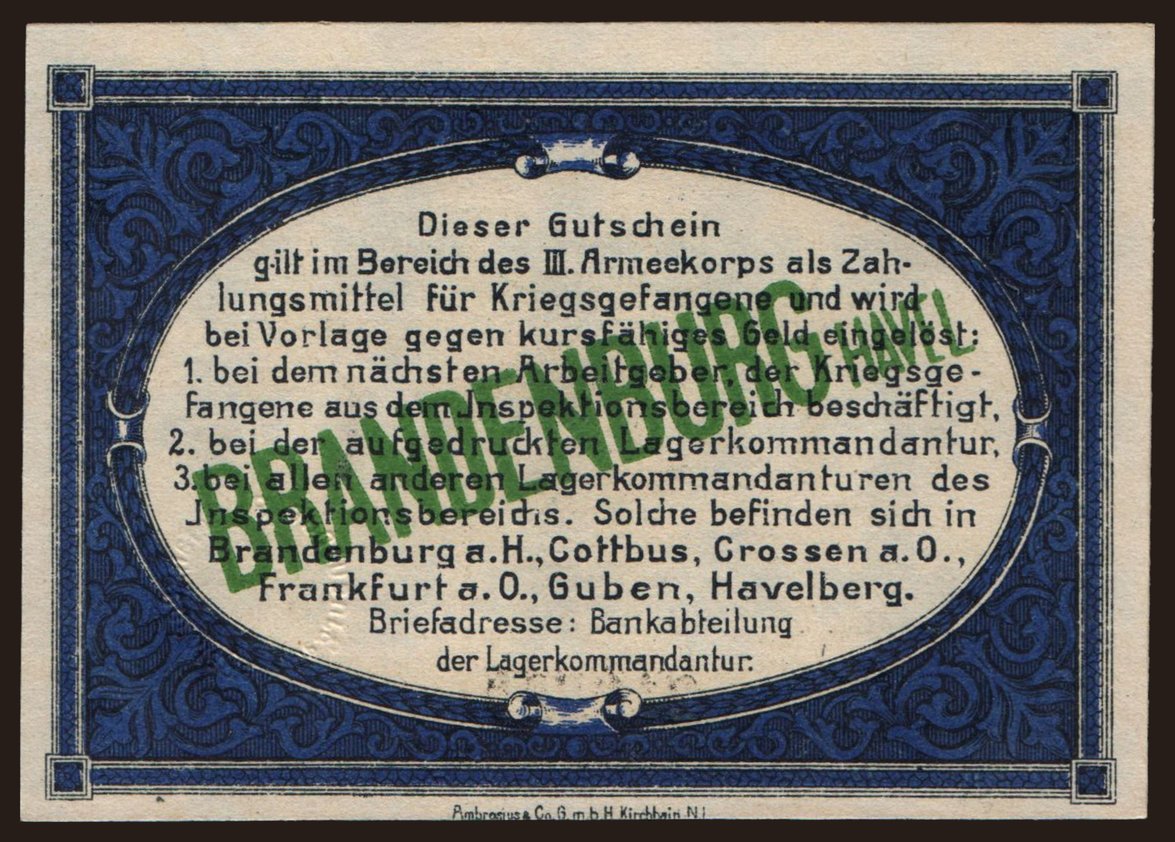 Dieser Gutschein
gilt im Bereich des III. Armeekorps als Zah-
lungsmittel für Kriegsgefangene und wird
bei Vorlage gegen kursfähiges Geld eingelöst:
1. bei dem nächsten Arbeitgeber, der Kriegsge-
fangene aus dem Jnspektionsbereich beschäftigt,
2. bei der aufgedruckten Lagerkommandantur,
3. bei allen anderen Lagerkommandanturen des
Jnspektionsbereichs. Solche befinden sich in
Brandenburg a.H., Cottbus, Crossen a.O.,
Frankfurt a.O., Guben, Havelberg.
Briefadresse: Bankabteilung
der Lagerkommandantur.
BRANDENBURG HAVEL
Ambrosius & Co. G. m. b. H. Kirchhain N.L.